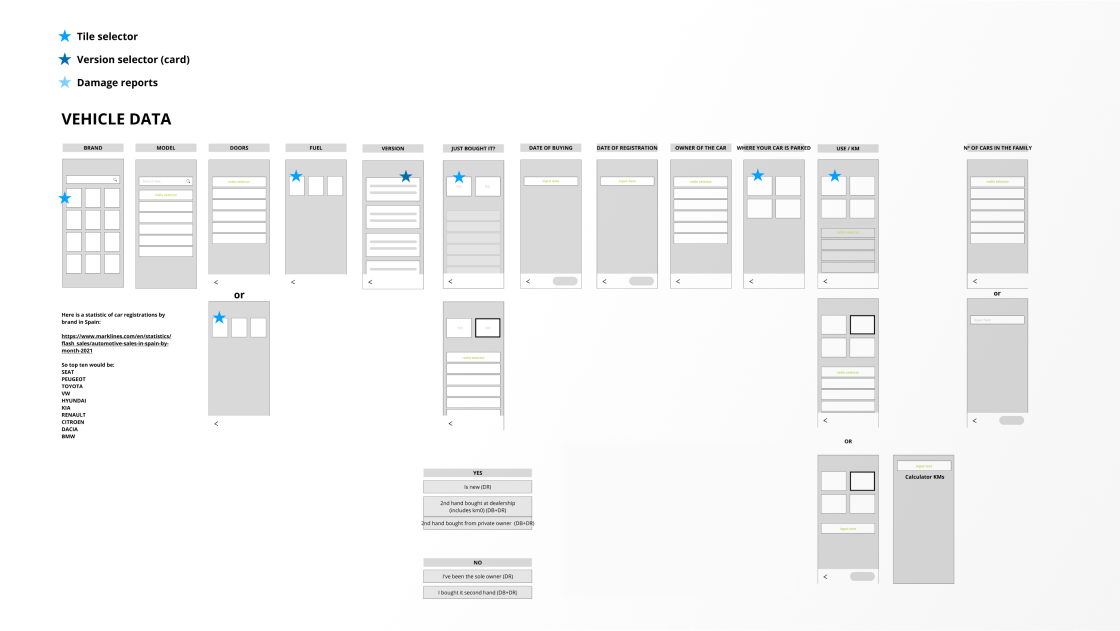 Tile selector
Version selector (card)
Damage reports
VEHICLE DATA
BRAND
MODEL
DOORS
FUEL
VERSION
JUST BOUGHT IT?
DATE OF BUYING
DATE OF REGISTRATION
OWNER OF THE CAR
WHERE YOUR CAR IS PARKED
USE / KM
Nº OF CARS IN THE FAMILY
<
<
<
<
<
<
<
<
<
<
or
or
Here is a statistic of car registrations by
brand in Spain:
https://www.marklines.com/en/statistics/
flash_sales/automotive-sales-in-spain-by-
month-2021
So top ten would be:
SEAT
PEUGEOT
TOYOTA
VW
HYUNDAI
KIA
RENAULT
CITROEN
DACIA
BMW
<
<
<
<
OR
YES
Is new (DR)
2nd hand bought at dealership
(includes km0) (DB+DR)
2nd hand bought from private owner (DB+DR)
NO
I've been the sole owner (DR)
I bought it second hand (DB+DR)
Calculator KMs
<